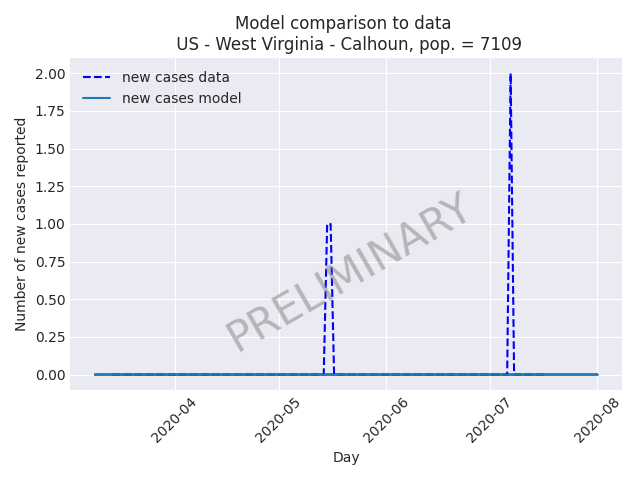 Model comparison to data
US - West Virginia - Calhoun, pop. = 7109
new cases data
new cases model
2.00
1.75
1.50
1.25
1.00
0.75
0.50
0.25
0.00
Number of new cases reported
PRELIMINARY
2020-04
2020-05
2020-06
2020-07
2020-08
Day